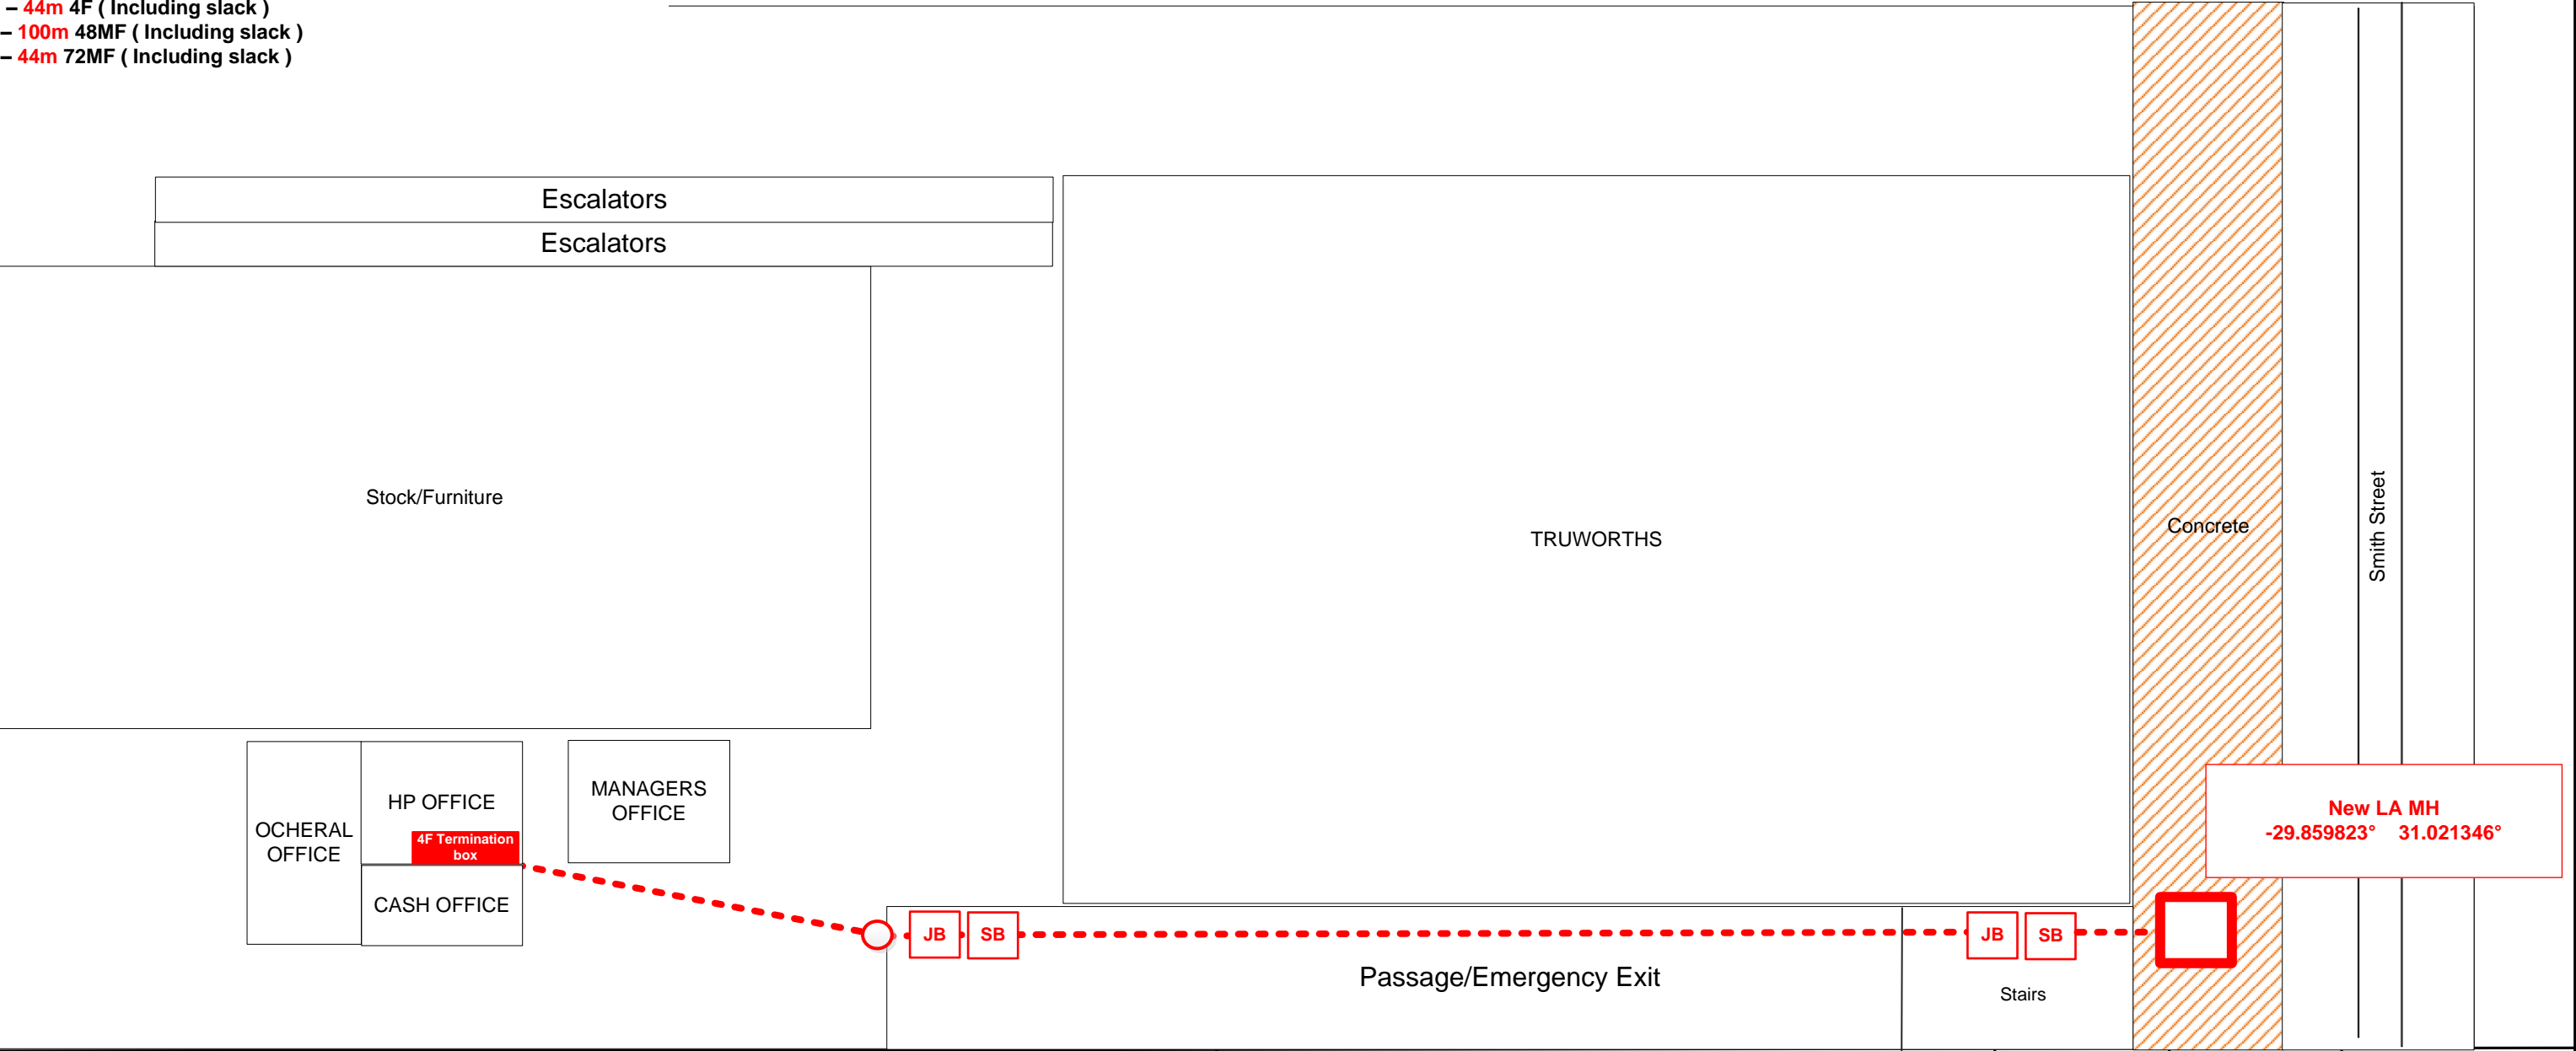 – 44m 4F ( Including slack )
– 100m 48MF ( Including slack )
– 44m 72MF ( Including slack )
Escalators
Escalators
Stock/Furniture
TRUWORTHS
Concrete
Smith Street
OCHERAL
OFFICE
HP OFFICE
4F Termination
box
CASH OFFICE
MANAGERS
OFFICE
New LA MH
-29.859823° 31.021346°
JB
SB
JB
SB
Passage/Emergency Exit
Stairs